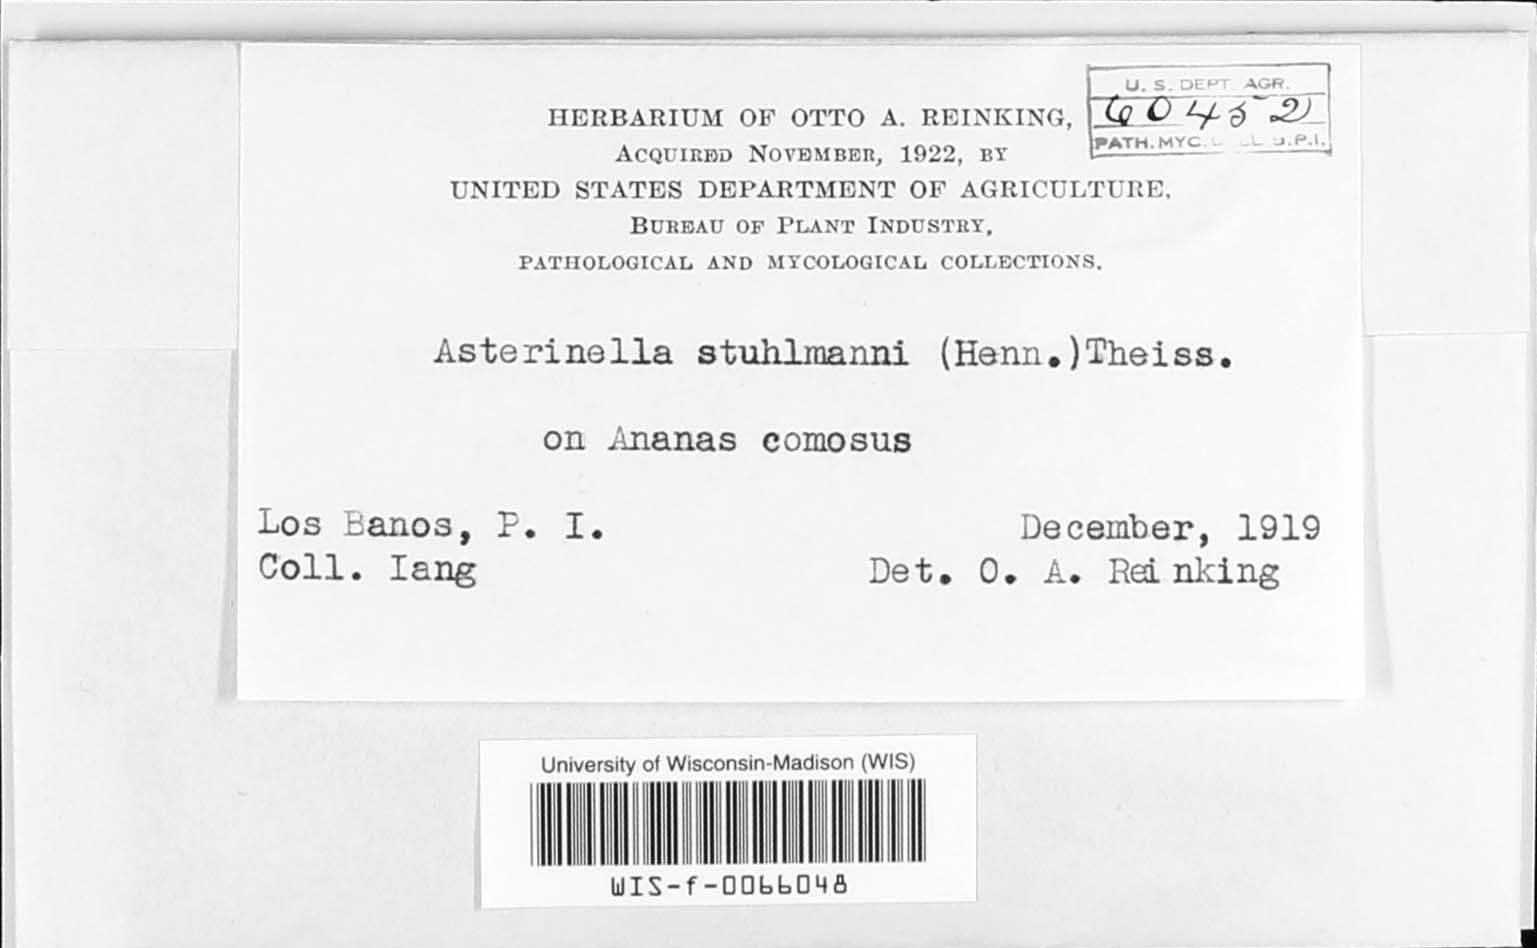 U. S. DEPT. AGR.
60452
PATH. MYC. U.P.I.
HERBARIUM OF OTTO A. REINKING,
ACQUIRED NOVEMBER, 1922, BY
UNITED STATES DEPARTMENT OF AGRICULTURE,
BUREAU OF PLANT INDUSTRY,
PATHOLOGICAL AND MYCOLOGICAL COLLECTIONS.
Asterinella stuhlmanni (Henn.)Theiss.
on Ananas comosus
Los Banos, P. I. December, 1919
Coll. Iang Det. O. A. Reinking
University of Wisconsin-Madison (WIS)
WIS-f-0066048